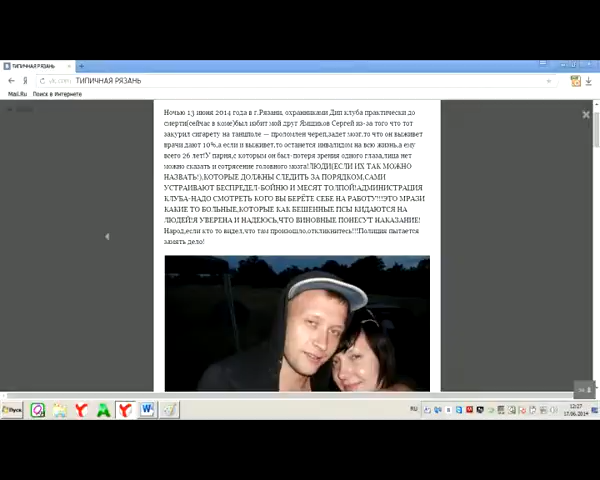 ТИПИЧНАЯ РЯЗАНЬ
vk.com ТИПИЧНАЯ РЯЗАНЬ
Mail.Ru Поиск в Интернете
Ночью 13 июня 2014 года в г.Рязани, охранниками Дип клуба практически до
смерти(сейчас в коме)был избит мой друг Ямщиков Сергей из-за того что тот
закурил сигарету на танцполе — проломлен череп,задет мозг,то что он выживет
врачи дают 10%,а если и выживет,то останется инвалидом на всю жизнь,а ему
всего 26 лет!У парня,с которым он был-потеря зрения одного глаза,лица нет
можно сказать и сотрясение головного мозга!ЛЮДИ(ЕСЛИ ИХ ТАК МОЖНО
НАЗВАТЬ!),КОТОРЫЕ ДОЛЖНЫ СЛЕДИТЬ ЗА ПОРЯДКОМ,САМИ
УСТРАИВАЮТ БЕСПРЕДЕЛ-БОЙНЮ И МЕСЯТ ТОЛПОЙ!АДМИНИСТРАЦИЯ
КЛУБА-НАДО СМОТРЕТЬ КОГО ВЫ БЕРЁТЕ СЕБЕ НА РАБОТУ!!!ЭТО МРАЗИ
КАКИЕ ТО БОЛЬНЫЕ,КОТОРЫЕ КАК БЕШЕННЫЕ ПСЫ КИДАЮТСЯ НА
ЛЮДЕЙ!Я УВЕРЕНА И НАДЕЮСЬ,ЧТО ВИНОВНЫЕ ПОНЕСУТ НАКАЗАНИЕ!
Народ,если кто то видел,что там произошло,откликнитесь!!!Полиция пытается
замять дело!
Пуск
RU
12:27
17.06.2014